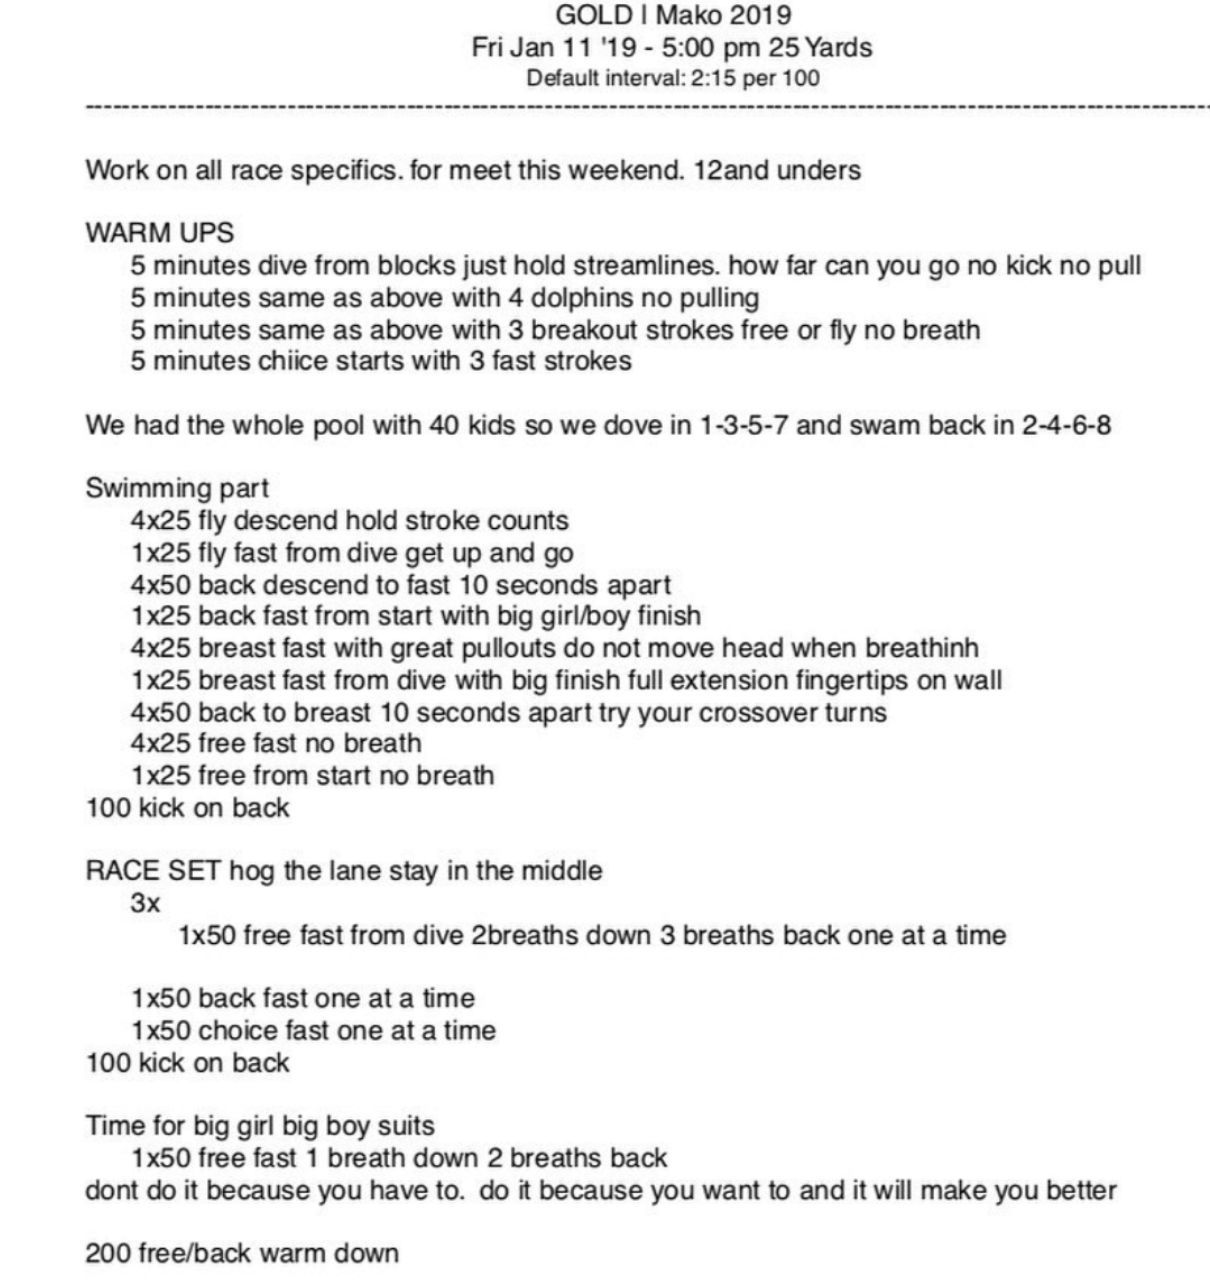 GOLD | Mako 2019
Fri Jan 11 '19 - 5:00 pm 25 Yards
Default interval: 2:15 per 100
Work on all race specifics. for meet this weekend. 12and unders
WARM UPS
5 minutes dive from blocks just hold streamlines. how far can you go no kick no pull
5 minutes same as above with 4 dolphins no pulling
5 minutes same as above with 3 breakout strokes free or fly no breath
5 minutes chiice starts with 3 fast strokes
We had the whole pool with 40 kids so we dove in 1-3-5-7 and swam back in 2-4-6-8
Swimming part
4x25 fly descend hold stroke counts
1x25 fly fast from dive get up and go
4x50 back descend to fast 10 seconds apart
1x25 back fast from start with big girl/boy finish
4x25 breast fast with great pullouts do not move head when breathinh
1x25 breast fast from dive with big finish full extension fingertips on wall
4x50 back to breast 10 seconds apart try your crossover turns
4x25 free fast no breath
1x25 free from start no breath
100 kick on back
RACE SET hog the lane stay in the middle
3x
1x50 free fast from dive 2breaths down 3 breaths back one at a time
1x50 back fast one at a time
1x50 choice fast one at a time
100 kick on back
Time for big girl big boy suits
1x50 free fast 1 breath down 2 breaths back
dont do it because you have to.  do it because you want to and it will make you better
200 free/back warm down